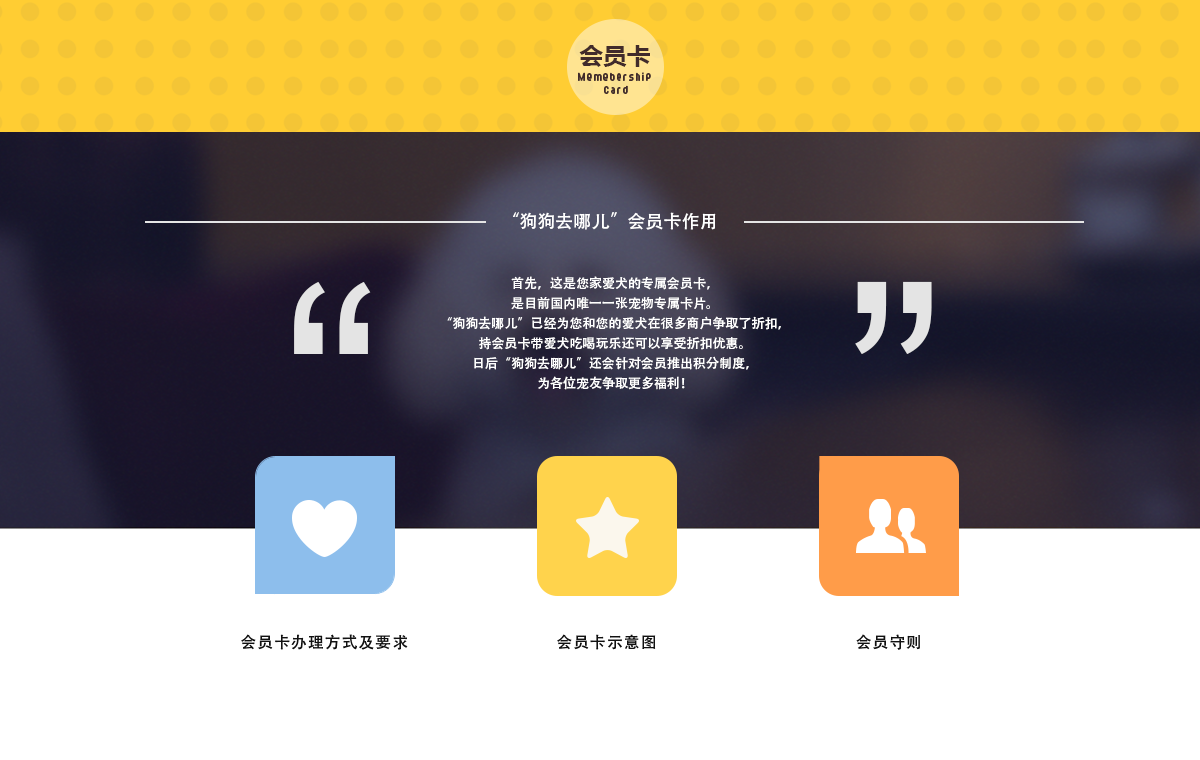 会员卡
Memebership
Card
“狗狗去哪儿”会员卡作用
首先，这是您家爱犬的专属会员卡，
是目前国内唯一一张宠物专属卡片。
“狗狗去哪儿”已经为您和您的爱犬在很多商户争取了折扣，
持会员卡带爱犬吃喝玩乐还可以享受折扣优惠。
日后“狗狗去哪儿”还会针对会员推出积分制度，
为各位宠友争取更多福利！
会员卡办理方式及要求
会员卡示意图
会员守则